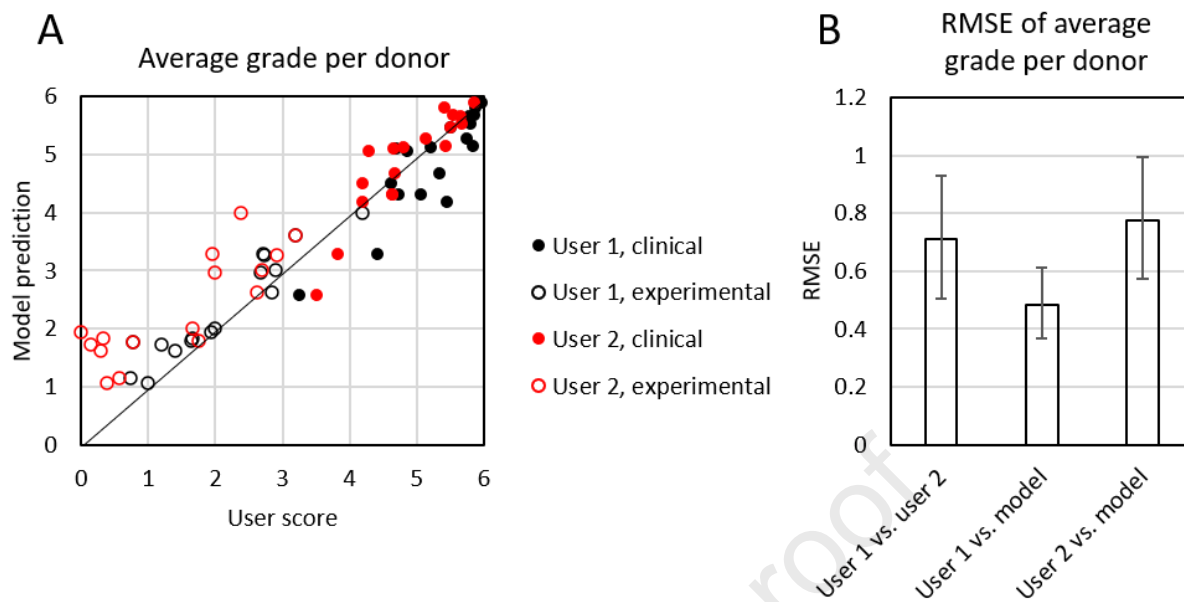 A
Average grade per donor
Model prediction
6
5
4
3
2
1
0
0 1 2 3 4 5 6
User score
User 1, clinical
User 1, experimental
User 2, clinical
User 2, experimental
B
RMSE of average
grade per donor
RMSE
1.2
1
0.8
0.6
0.4
0.2
0
User 1 vs. user 2
User 1 vs. model
User 2 vs. model
roof